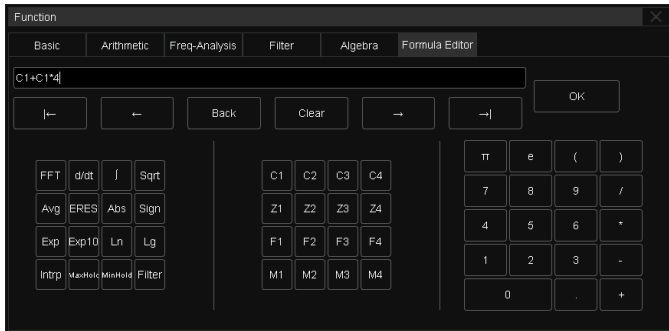 Function
Basic Arithmetic Freq-Analysis Filter Algebra Formula Editor
C1+C1*4
OK
|← ← Back Clear → →|
π e ( )
FFT d/dt ∫ Sqrt C1 C2 C3 C4
7 8 9 /
Avg ERES Abs Sign Z1 Z2 Z3 Z4
4 5 6 *
Exp Exp10 Ln Lg F1 F2 F3 F4
1 2 3 -
Intrp MaxHold MinHold Filter M1 M2 M3 M4
0 . +